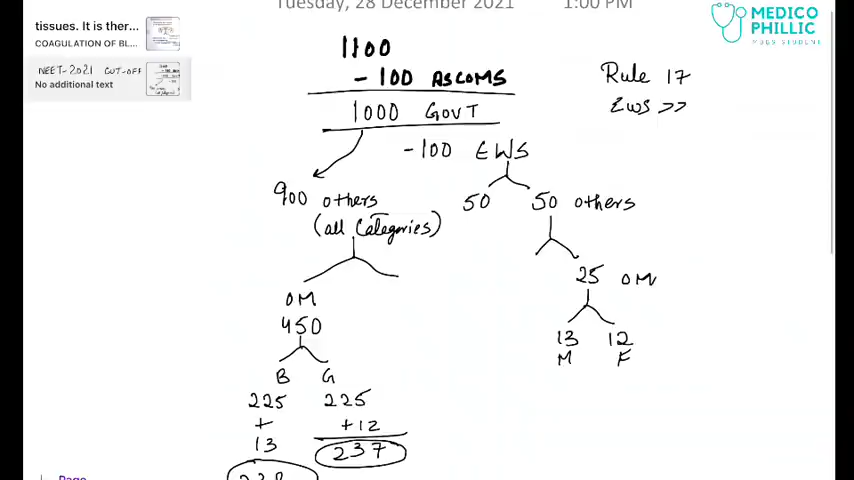 Tuesday, 28 December 2021 1:00 PM
MEDICO
PHILLIC
MBBS STUDENT
tissues. It is ther...
COAGULATION OF BL...
NEET-2021 CUT-OFF
No additional text
1100
- 100 ASCOMS
1000 GOVT
Rule 17
EWS >>
-100 EWS
900 others
(all Categories)
50
50 others
25 OM
OM
450
13
12
M
F
B
G
225
225
+
+12
13
237
Page